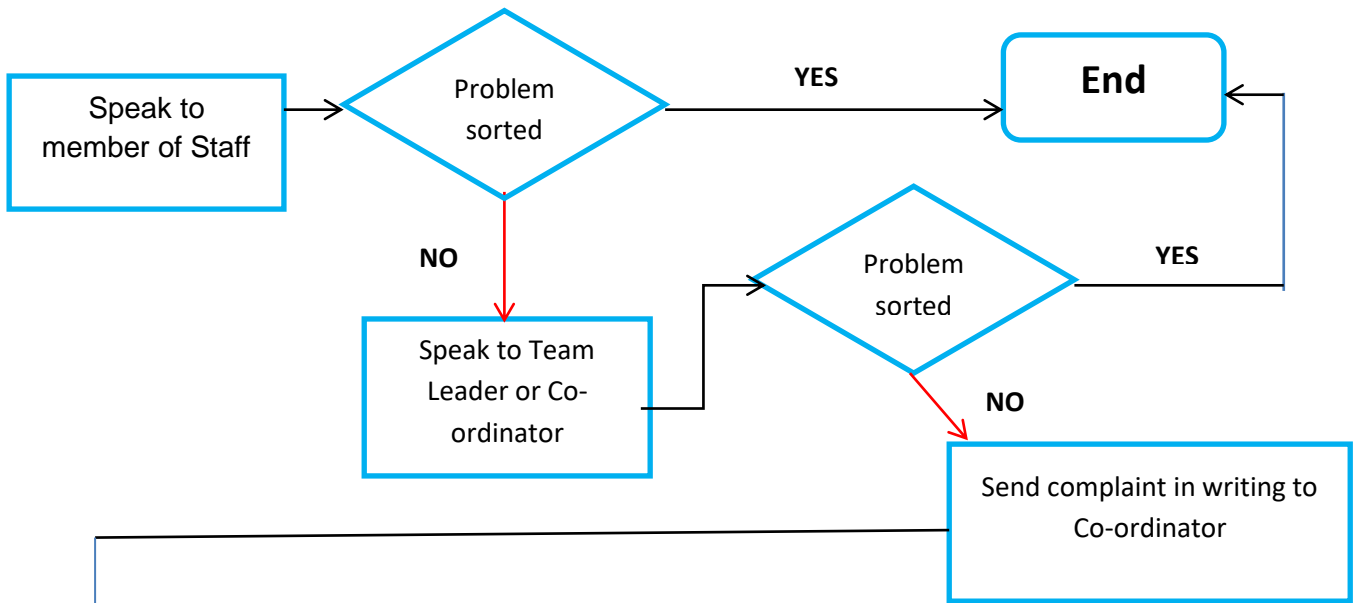 Speak to
member of Staff
Problem
sorted
YES
End
NO
Speak to Team
Leader or Co-
ordinator
Problem
sorted
YES
NO
Send complaint in writing to
Co-ordinator